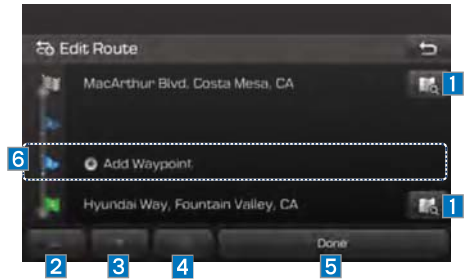 Edit Route
MacArthur Blvd, Costa Mesa, CA
1
6
Add Waypoint
Hyundai Way, Fountain Valley, CA
1
Done
2
3
4
5